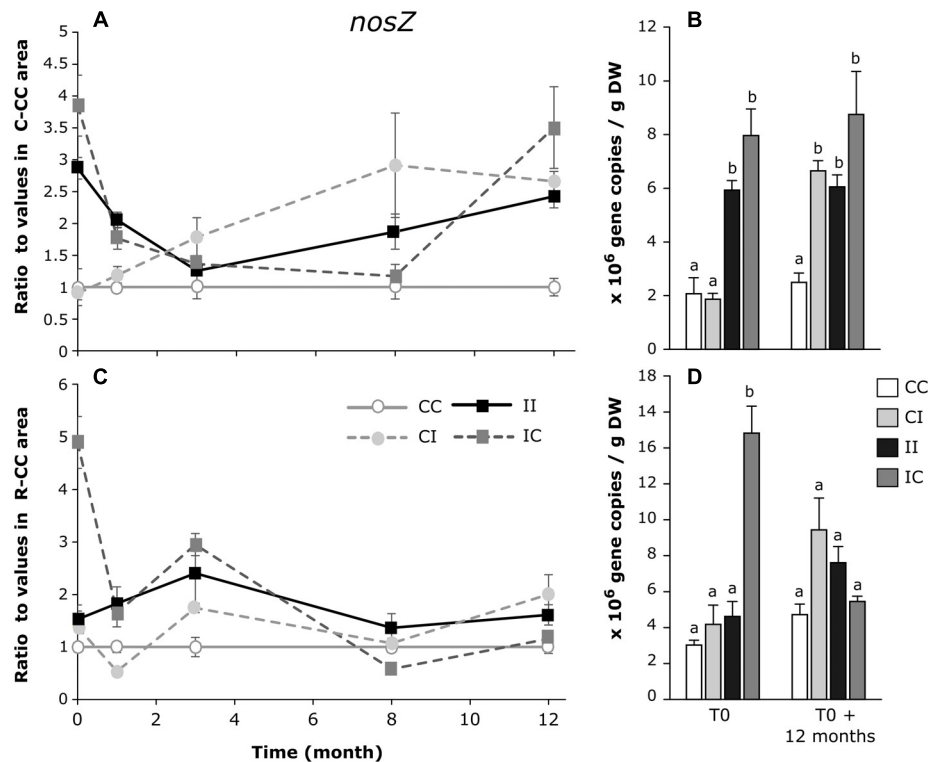 nosZ
A
Ratio to values in C-CC area
5
4.5
4
3.5
3
2.5
2
1.5
1
0.5
0
B
x 10⁶ gene copies / g DW
12
10
8
6
4
2
0
a
a
b
b
a
b
b
b
C
Ratio to values in R-CC area
6
5
4
3
2
1
0
CC
II
CI
IC
0
2
4
6
8
10
12
Time (month)
D
x 10⁶ gene copies / g DW
18
14
12
8
6
4
0
a
a
a
b
a
a
a
a
T0
T0 +
12 months
CC
CI
II
IC